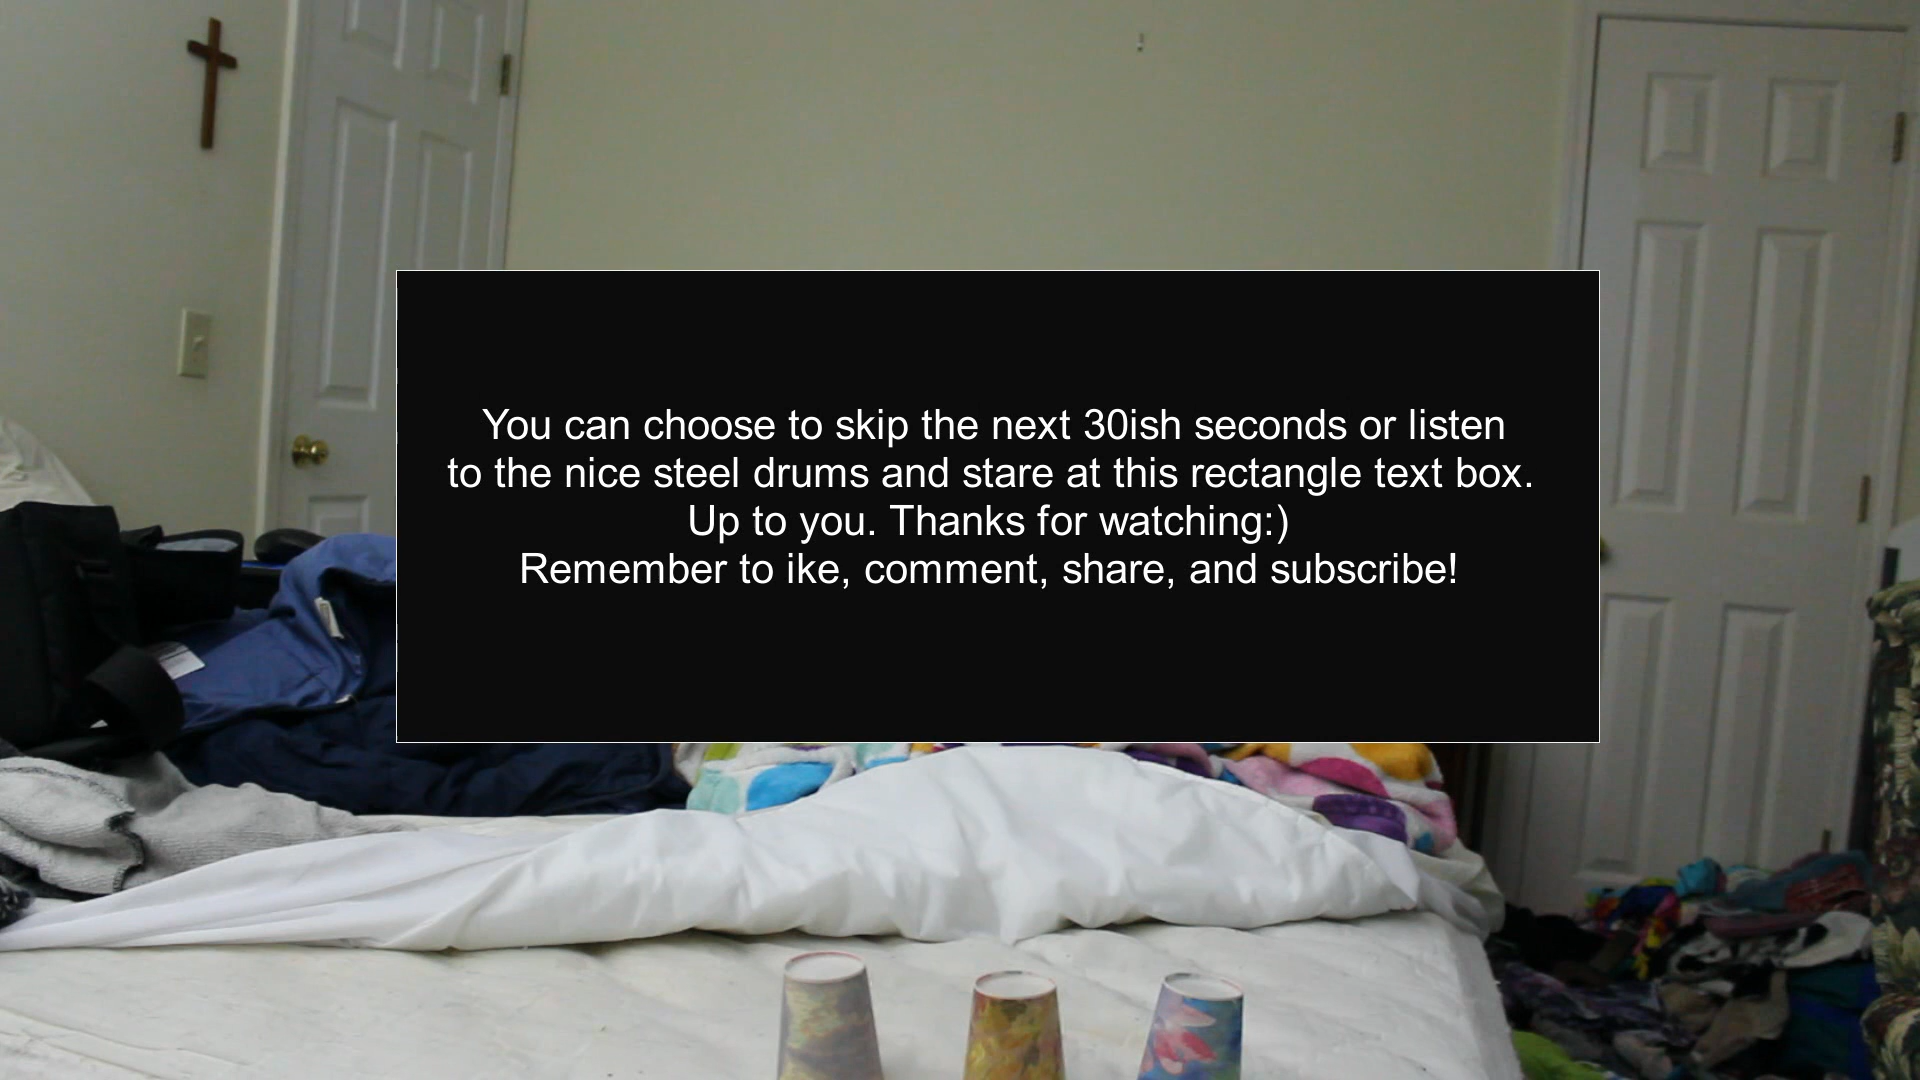 You can choose to skip the next 30ish seconds or listen
to the nice steel drums and stare at this rectangle text box.
Up to you. Thanks for watching:)
Remember to ike, comment, share, and subscribe!